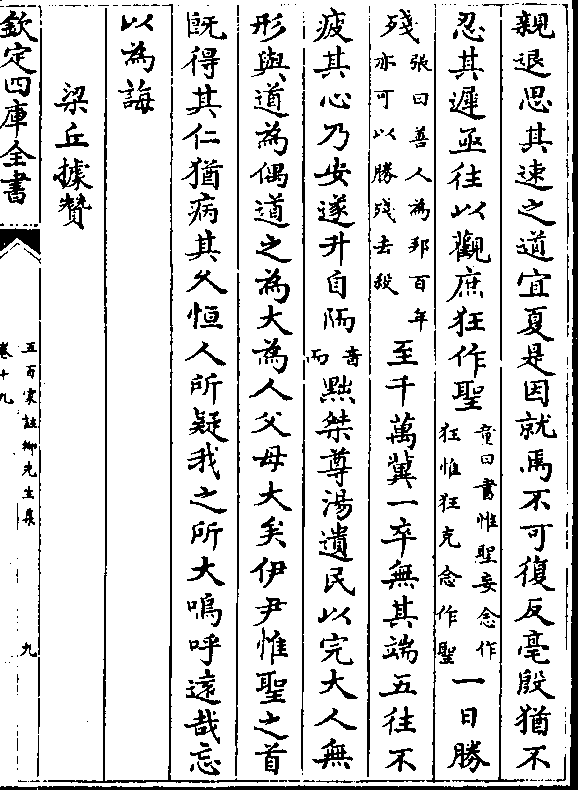 親退思其速之道宜夏是因就焉不可復反亳殷猶不
忍其遲亟往以觀庶狂作聖童曰書惟聖妄念作狂惟狂克念作聖一日勝
殘張曰善人為邦百年亦可以勝殘去殺至千萬冀一卒無其端五往不
疲其心乃安遂升自陑音而黜桀尊湯遺民以完大人無
形與道為偶道之為大為人父母大矣伊尹惟聖之首
既得其仁猶病其久恒人所疑我之所大嗚呼遠哉忘
以為誨
梁丘據贊
欽定四庫全書
五百家註柳先生集
卷十九
九